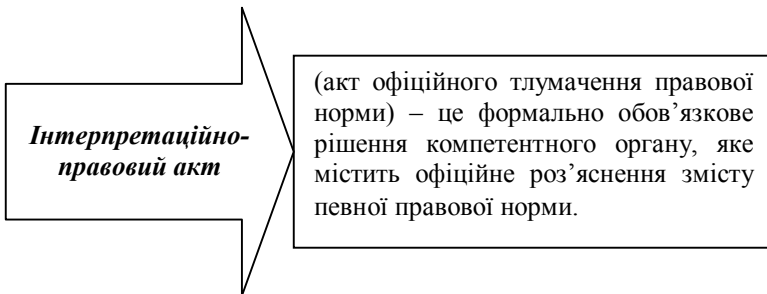 Інтерпретаційно-
правовий акт
(акт офіційного тлумачення правової
норми) – це формально обов’язкове
рішення компетентного органу, яке
містить офіційне роз’яснення змісту
певної правової норми.